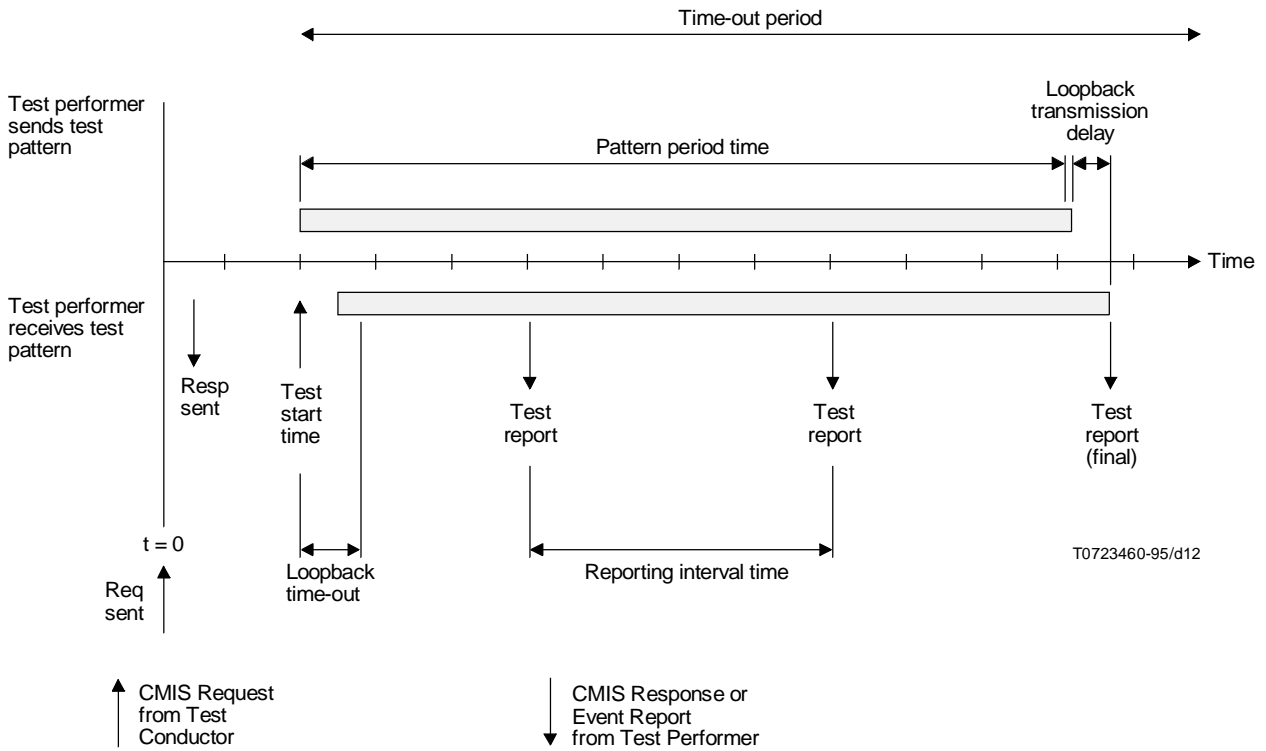 Time-out period
Test performer
sends test
pattern
Loopback
transmission
delay
Pattern period time
Time
Test performer
receives test
pattern
Resp
sent
Test
start
time
Test
report
Test
report
Test
report
(final)
t = 0
Req
sent
Loopback
time-out
Reporting interval time
T0723460-95/d12
CMIS Request
from Test
Conductor
CMIS Response or
Event Report
from Test Performer